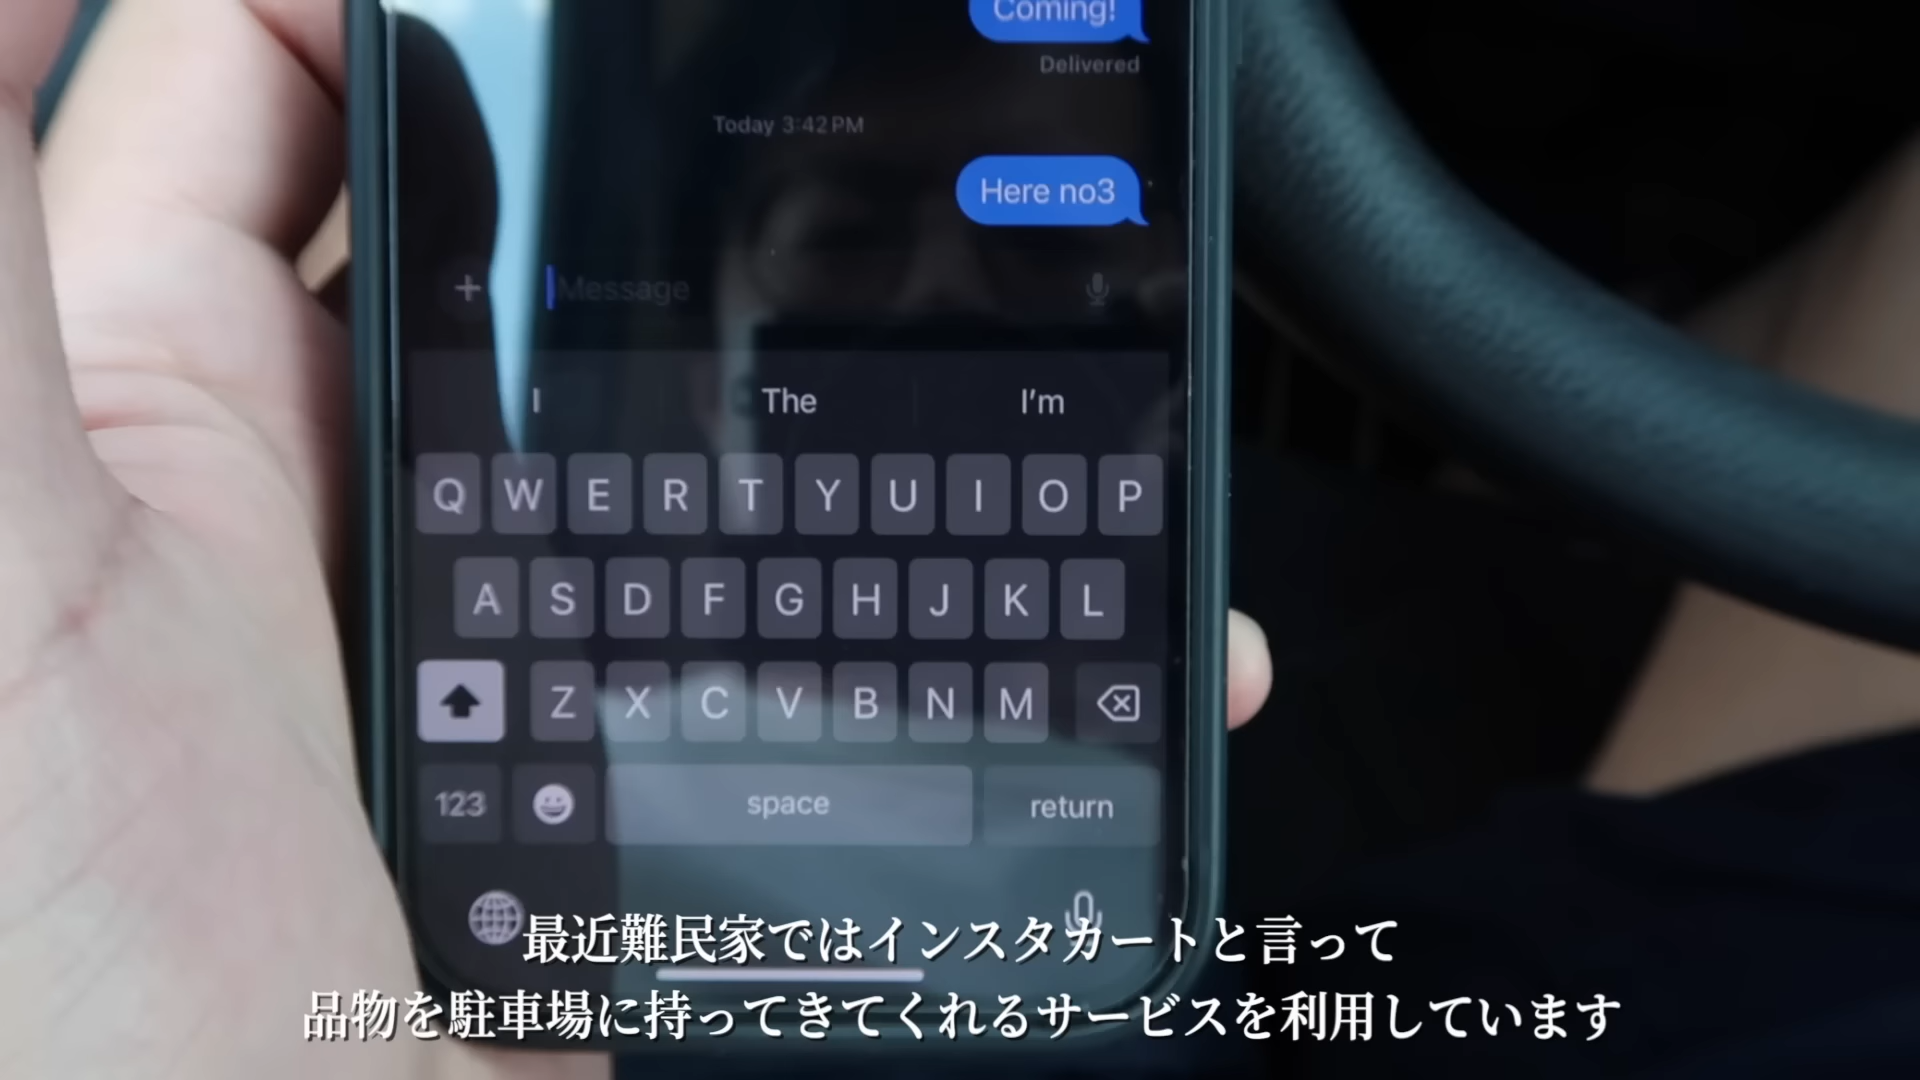 Coming!
Delivered
Today 3:42 PM
Here no3
Message
I The I'm
Q W E R T Y U I O P
A S D F G H J K L
Z X C V B N M
123 space return
最近難民家ではインスタカートと言って
品物を駐車場に持ってきてくれるサービスを利用しています